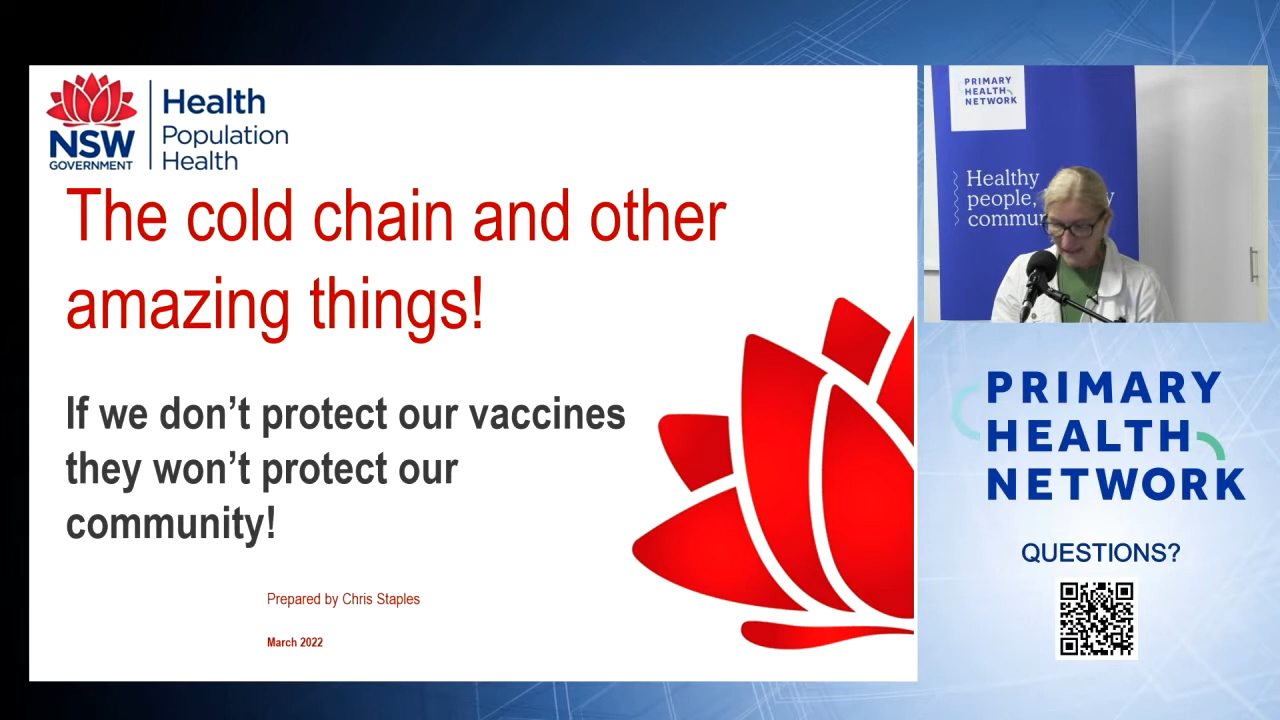 NSW
GOVERNMENT
Health
Population
Health
The cold chain and other
amazing things!
If we don’t protect our vaccines
they won’t protect our
community!
Prepared by Chris Staples
March 2022
PRIMARY
HEALTH
NETWORK
Healthy
people,
PRIMARY
HEALTH
NETWORK
QUESTIONS?